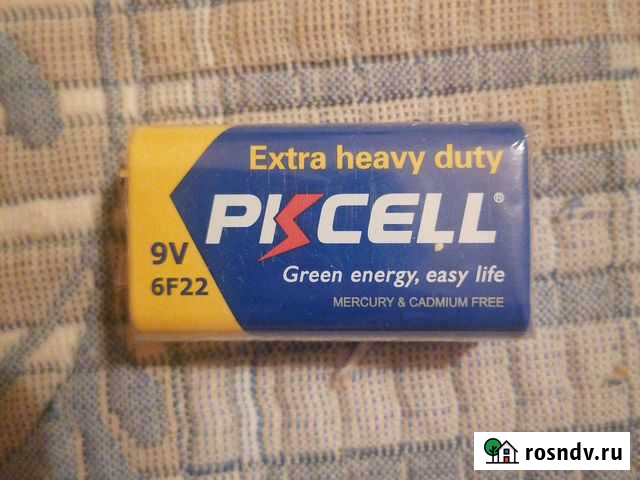 Extra heavy duty
PKCELL®
9V
6F22
Green energy, easy life
MERCURY & CADMIUM FREE
rosndv.ru